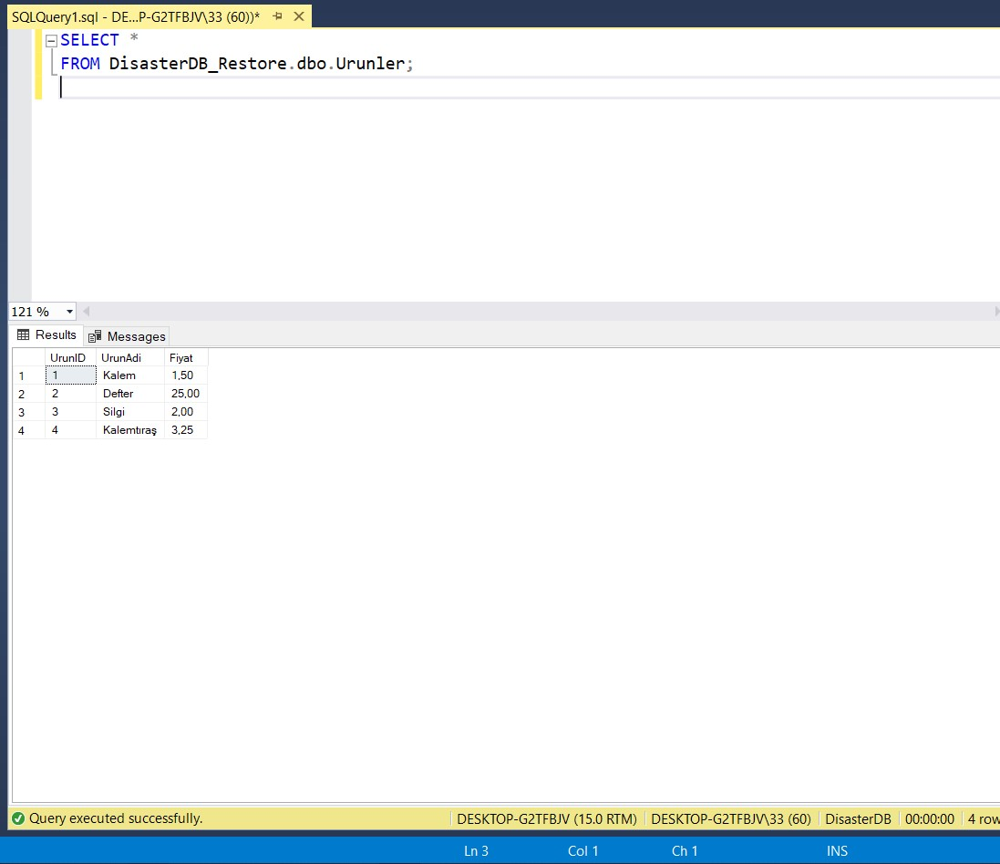 SQLQuery1.sql - DE...P-G2TFBJV\33 (60))*
SELECT *
FROM DisasterDB_Restore.dbo.Urunler;
121 %
Results Messages
UrunID UrunAdi Fiyat
1 1 Kalem 1,50
2 2 Defter 25,00
3 3 Silgi 2,00
4 4 Kalemtıraş 3,25
Query executed successfully. DESKTOP-G2TFBJV (15.0 RTM) DESKTOP-G2TFBJV\33 (60) DisasterDB 00:00:00 4 row
Ln 3 Col 1 Ch 1 INS